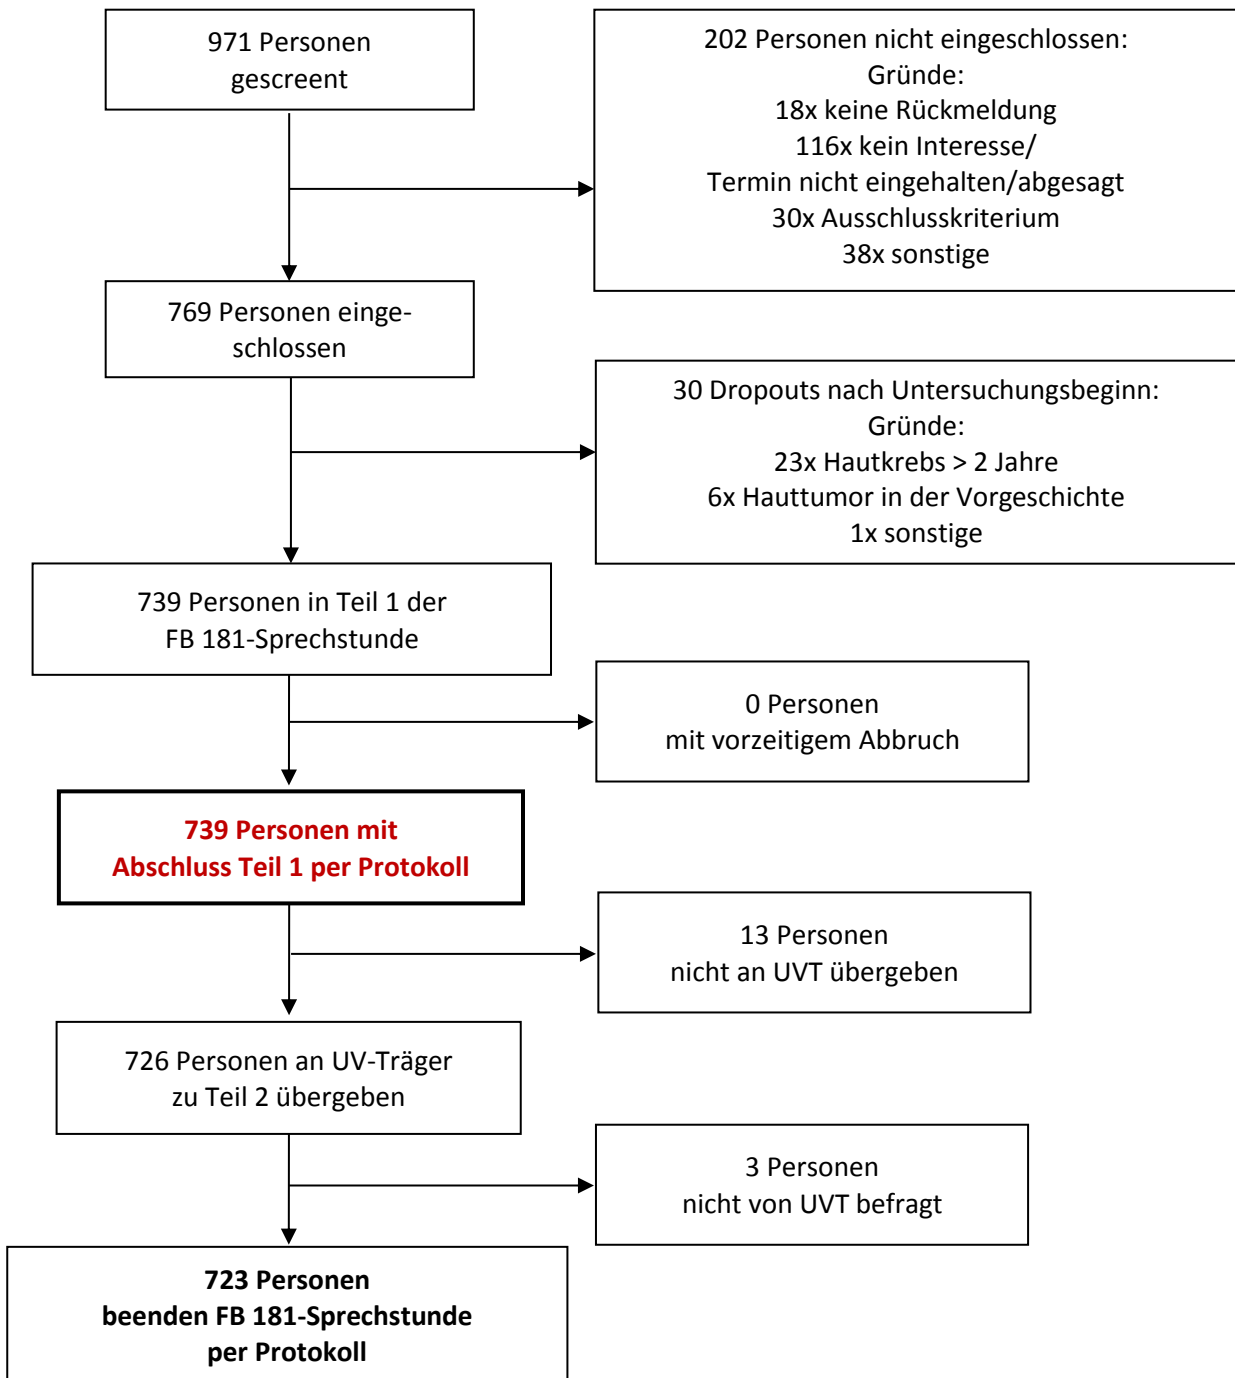 971 Personen
gescreent
202 Personen nicht eingeschlossen:
Gründe:
18x keine Rückmeldung
116x kein Interesse/
Termin nicht eingehalten/abgesagt
30x Ausschlusskriterium
38x sonstige
769 Personen einge-
schlossen
30 Dropouts nach Untersuchungsbeginn:
Gründe:
23x Hautkrebs > 2 Jahre
6x Hauttumor in der Vorgeschichte
1x sonstige
739 Personen in Teil 1 der
FB 181-Sprechstunde
0 Personen
mit vorzeitigem Abbruch
739 Personen mit
Abschluss Teil 1 per Protokoll
13 Personen
nicht an UVT übergeben
726 Personen an UV-Träger
zu Teil 2 übergeben
3 Personen
nicht von UVT befragt
723 Personen
beenden FB 181-Sprechstunde
per Protokoll